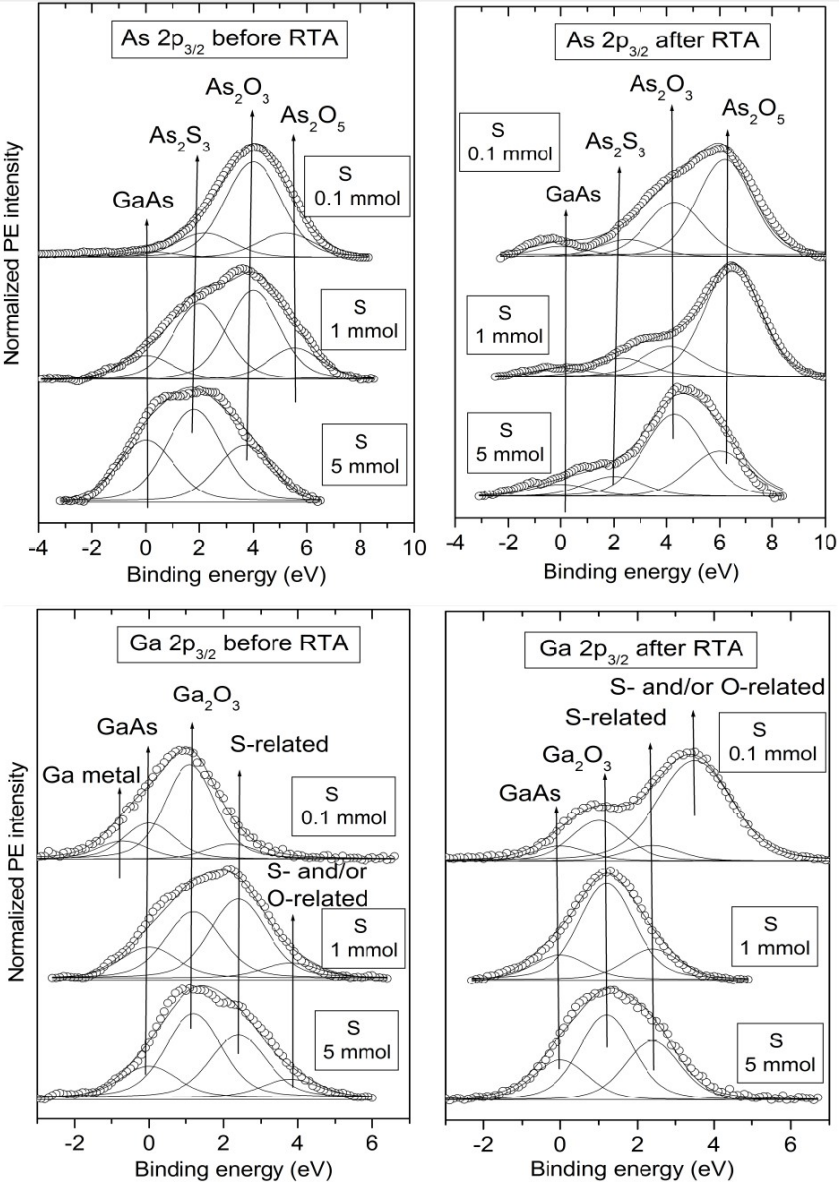 As 2p3/2 before RTA
As2O3
As2O5
As2S3
GaAs
S
0.1 mmol
S
1 mmol
S
5 mmol
Normalized PE intensity
-4 -2 0 2 4 6 8 10
Binding energy (eV)
As 2p3/2 after RTA
As2O3
As2O5
S
0.1 mmol
As2S3
GaAs
S
1 mmol
S
5 mmol
-4 -2 0 2 4 6 8 10
Binding energy (eV)
Ga 2p3/2 before RTA
Ga2O3
GaAs
S-related
Ga metal
S
0.1 mmol
S- and/or
O-related
S
1 mmol
S
5 mmol
Normalized PE intensity
-2 0 2 4 6
Binding energy (eV)
Ga 2p3/2 after RTA
S- and/or O-related
S-related
Ga2O3
GaAs
S
0.1 mmol
S
1 mmol
S
5 mmol
-2 0 2 4 6
Binding energy (eV)